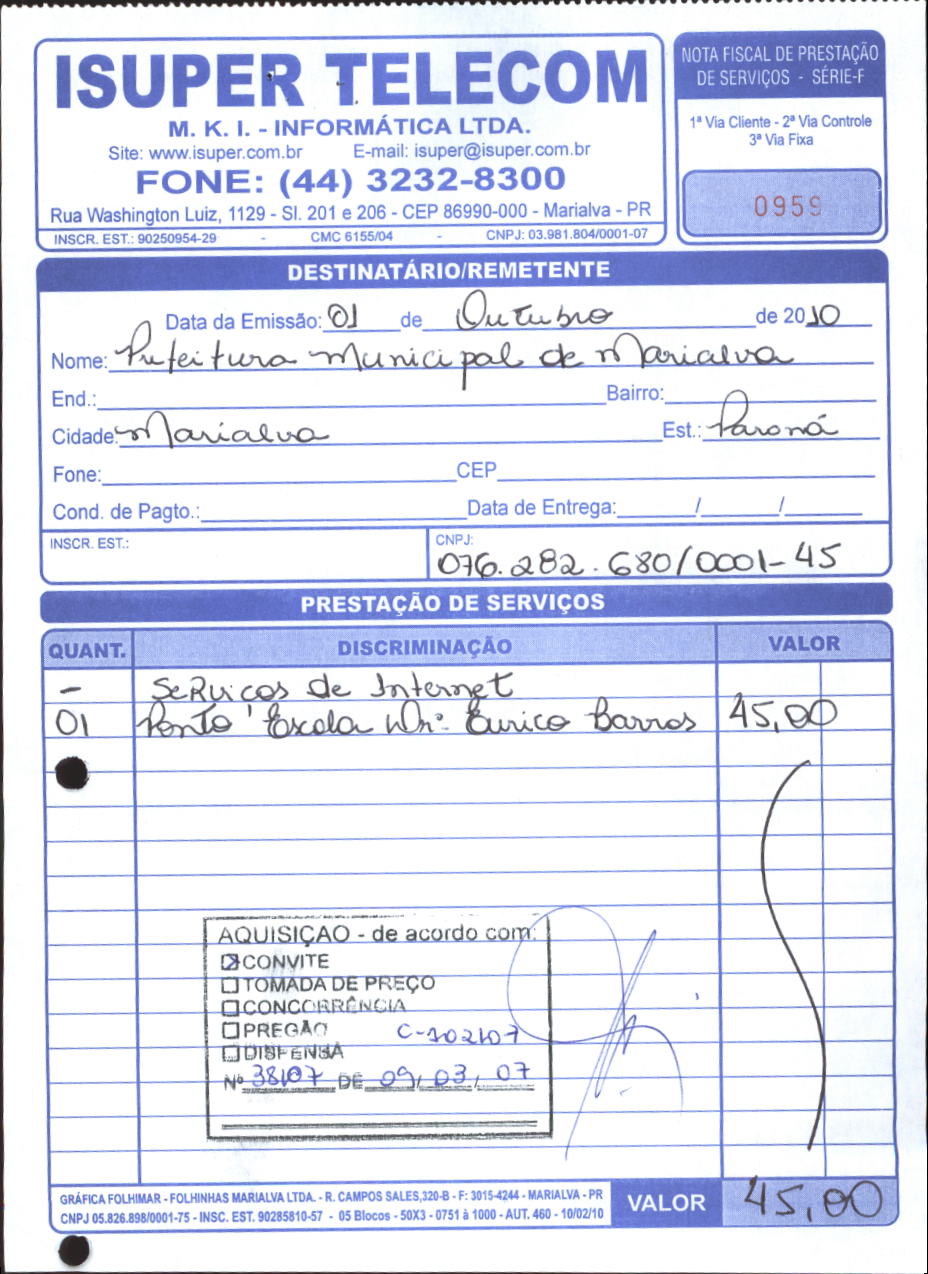 ISUPER TELECOM
M. K. I. - INFORMÁTICA LTDA.
Site: www.isuper.com.br E-mail: isuper@isuper.com.br
FONE: (44) 3232-8300
Rua Washington Luiz, 1129 - Sl. 201 e 206 - CEP 86990-000 - Marialva - PR
INSCR. EST.: 90250954-29 - CMC 6155/04 - CNPJ: 03.981.804/0001-07
NOTA FISCAL DE PRESTAÇÃO
DE SERVIÇOS - SÉRIE-F
1ª Via Cliente - 2ª Via Controle
3ª Via Fixa
0959
DESTINATÁRIO/REMETENTE
Data da Emissão: 01 de Outubro de 2010
Nome: Prefeitura Municipal de Marialva
End.: Bairro:
Cidade: Marialva Est.: Paraná
Fone: CEP
Cond. de Pagto.: Data de Entrega: / /
INSCR. EST.: CNPJ:
076.282.680/0001-45
PRESTAÇÃO DE SERVIÇOS
QUANT. DISCRIMINAÇÃO VALOR
- Serviços de Internet
01 Ponto Escola Dr. Eurico Barros 45,00
AQUISIÇÃO - de acordo com:
CONVITE
TOMADA DE PREÇO
CONCORRÊNCIA
PREGÃO C-102107
DISPENSA
Nº 38107 DE 09/03/07
GRÁFICA FOLHIMAR - FOLHINHAS MARIALVA LTDA. - R. CAMPOS SALES,320-B - F: 3015-4244 - MARIALVA - PR
CNPJ 05.826.898/0001-75 - INSC. EST. 90285810-57 - 05 Blocos - 50X3 - 0751 à 1000 - AUT. 460 - 10/02/10
VALOR 45,00